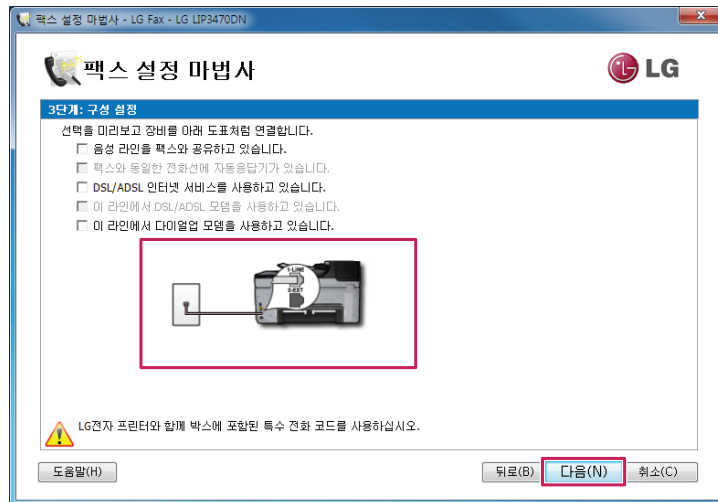 팩스 설정 마법사 - LG Fax - LG LIP3470DN
팩스 설정 마법사
LG
3단계: 구성 설정
선택을 미리보고 장비를 아래 도표처럼 연결합니다.
음성 라인을 팩스와 공유하고 있습니다.
팩스와 동일한 전화선에 자동응답기가 있습니다.
DSL/ADSL 인터넷 서비스를 사용하고 있습니다.
이 라인에서 DSL/ADSL 모뎀을 사용하고 있습니다.
이 라인에서 다이얼업 모뎀을 사용하고 있습니다.
1-LINE
2-EXT
LG전자 프린터와 함께 박스에 포함된 특수 전화 코드를 사용하십시오.
도움말(H)
뒤로(B)
다음(N)
취소(C)